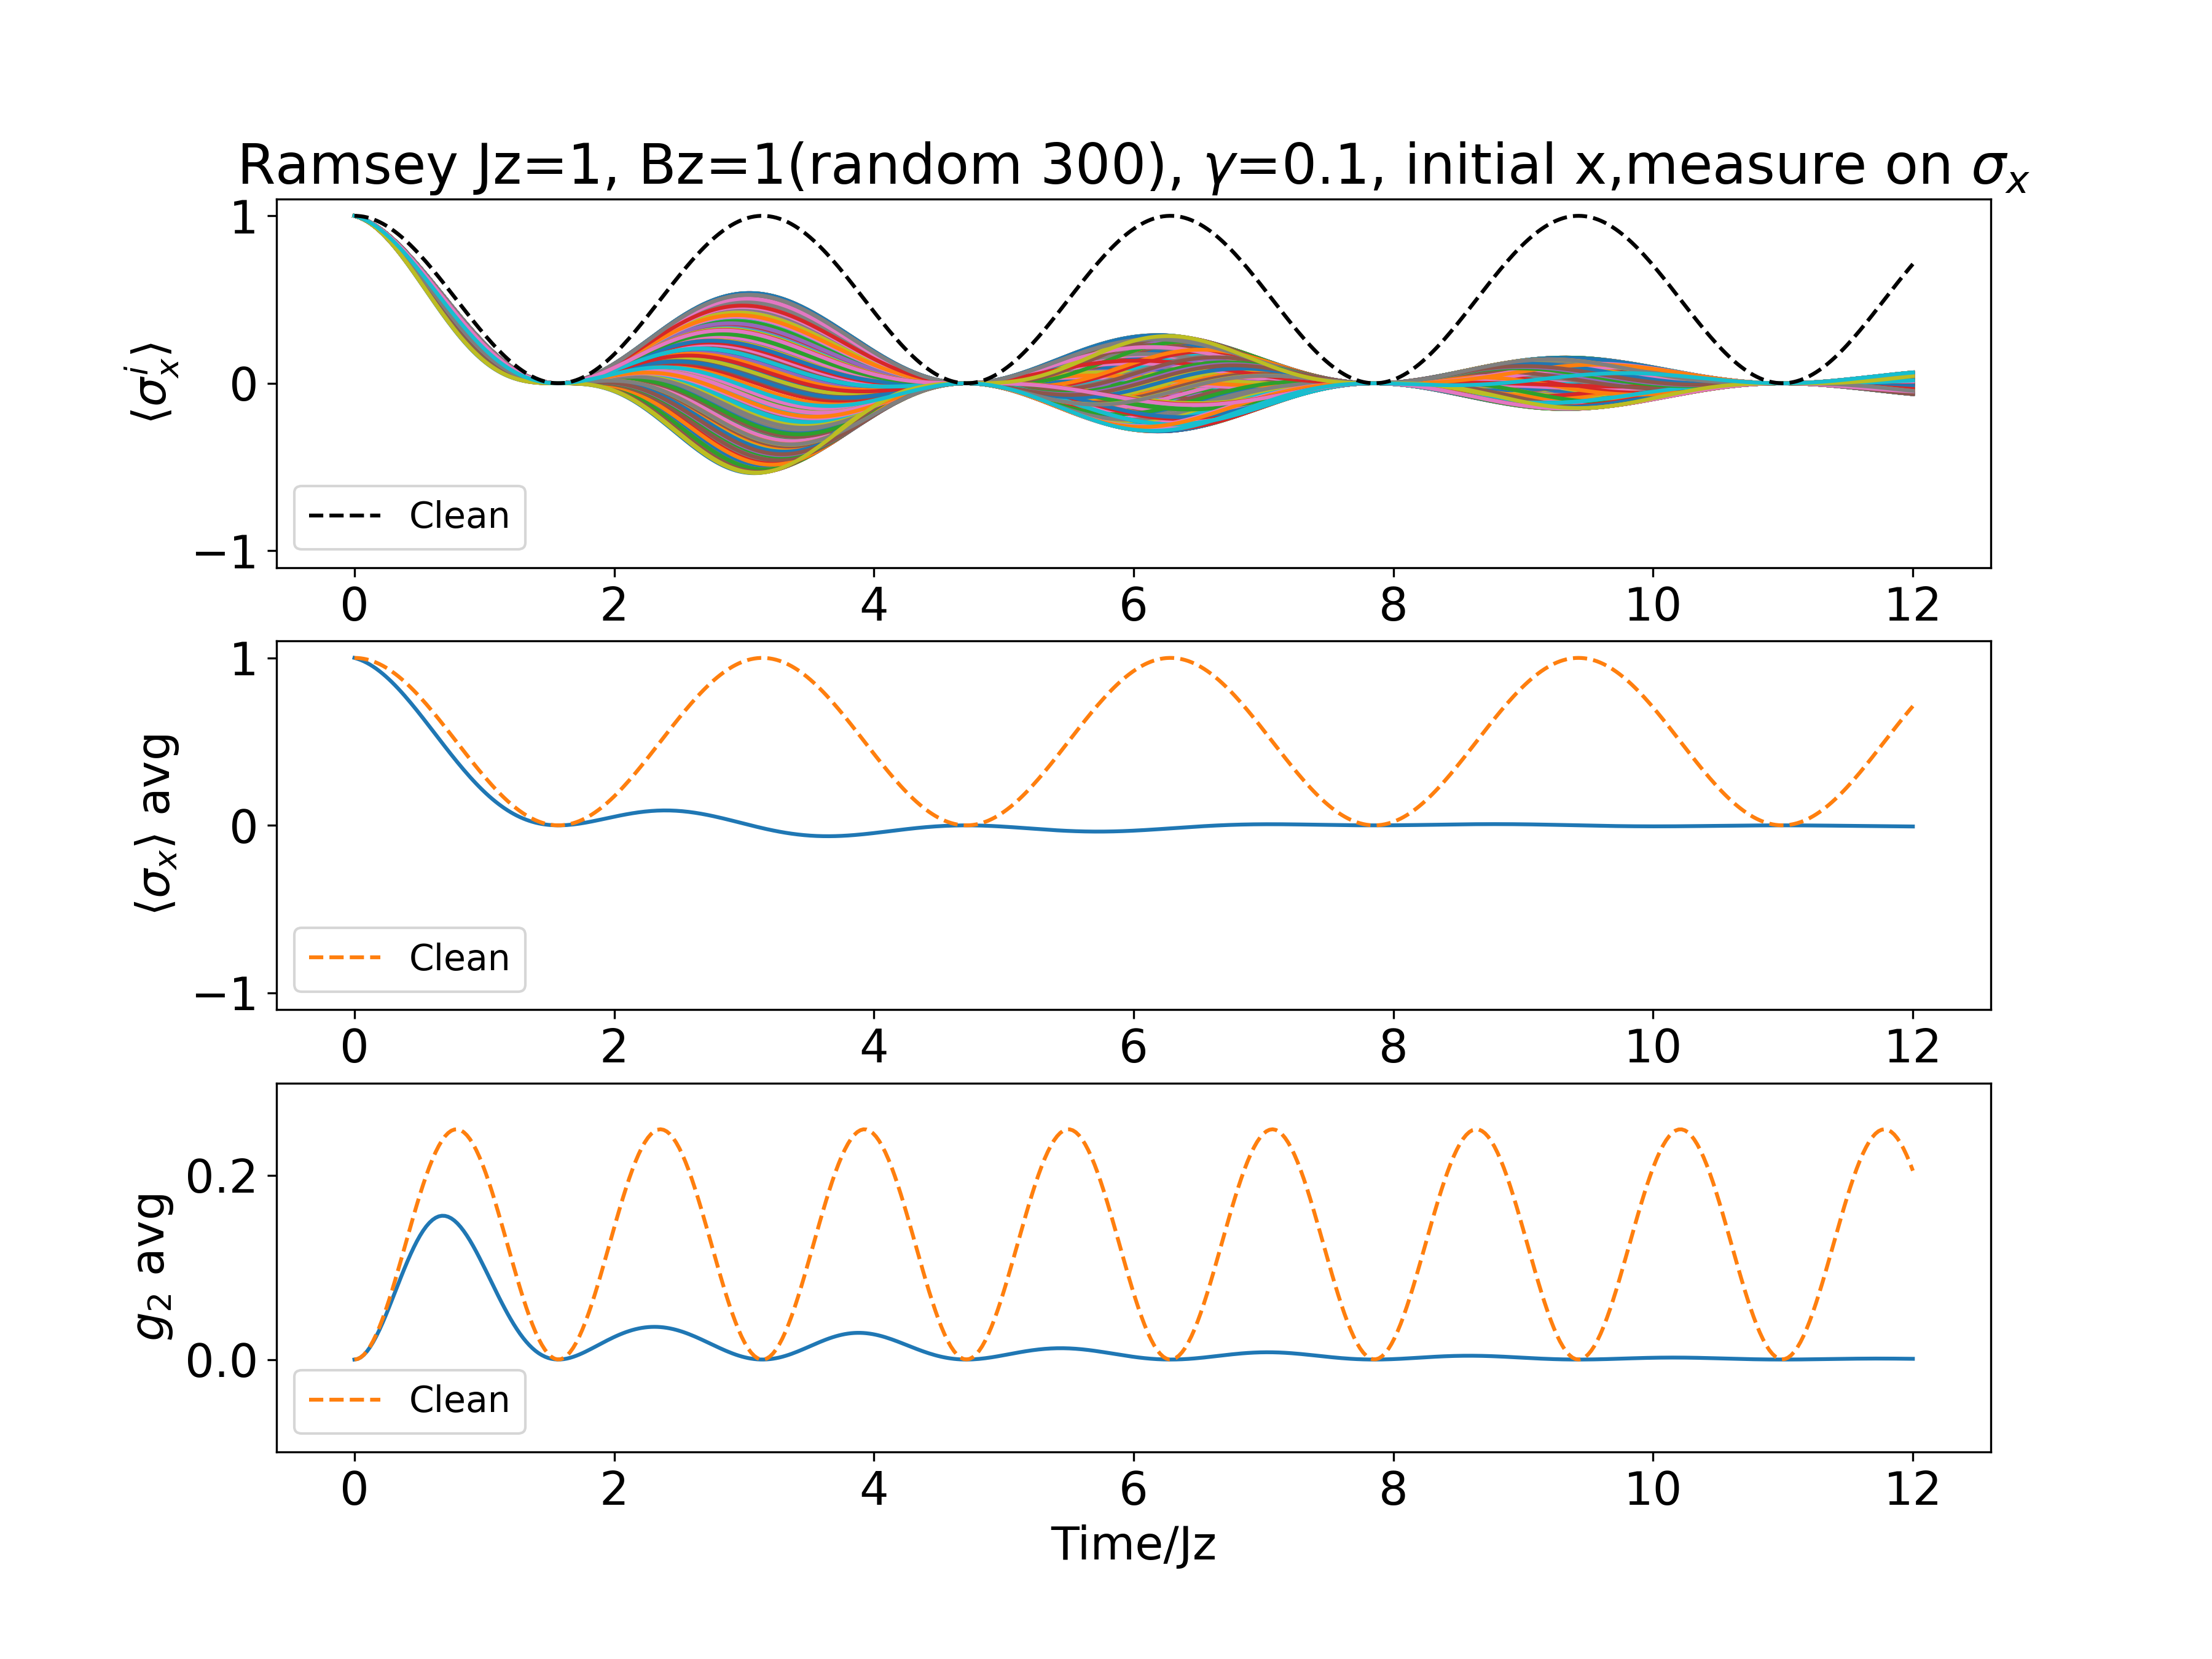 Ramsey Jz=1, Bz=1(random 300), γ=0.1, initial x,measure on σₓ
1
0
−1
⟨σₓⁱ⟩
Clean
0 2 4 6 8 10 12
1
0
−1
⟨σₓ⟩ avg
Clean
0 2 4 6 8 10 12
0.2
0.0
g₂ avg
Clean
0 2 4 6 8 10 12
Time/Jz